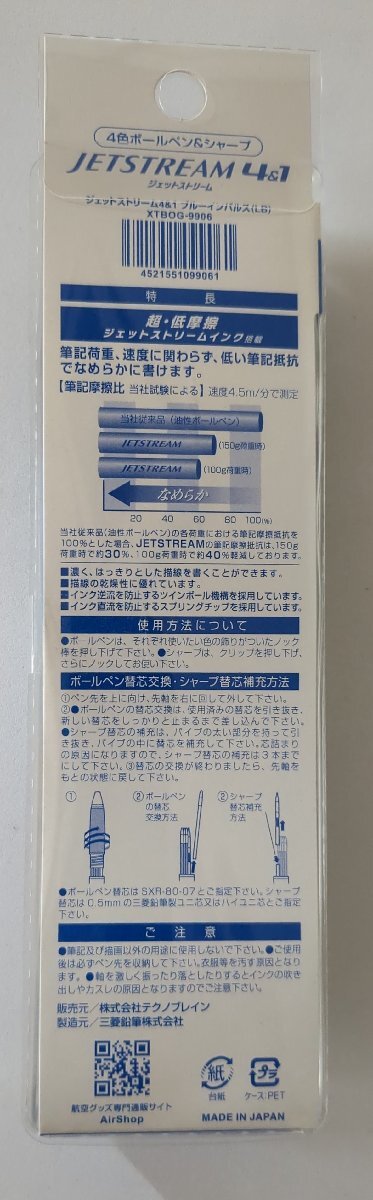 4色ボールペン&シャープ
JETSTREAM 4&1
ジェットストリーム
ジェットストリーム4&1 ブルーインパルス(LB)
XTBOG-9906
4521551099061
特 長
超・低摩擦
ジェットストリームインク搭載
筆記荷重、速度に関わらず、低い筆記抵抗
でなめらかに書けます。
【筆記摩擦比 当社試験による】速度4.5m/分で測定
当社従来品(油性ボールペン)
JETSTREAM (150g荷重時)
JETSTREAM (100g荷重時)
なめらか
20 40 60 80 100(%)
当社従来品(油性ボールペン)の各荷重における筆記摩擦抵抗を
100%とした場合、JETSTREAMの筆記摩擦抵抗は、150g
荷重時で約30%、100g荷重時で約40%軽減しております。
■濃く、はっきりとした描線を書くことができます。
■描線の乾燥性に優れています。
■インク逆流を防止するツインボール機構を採用しています。
■インク直流を防止するスプリングチップを採用しています。
使用方法について
●ボールペンは、それぞれ使いたい色の飾りがついたノック
棒を押し下げて下さい。●シャープは、クリップを押し下げ、
さらにノックしてお使い下さい。
ボールペン替芯交換・シャープ替芯補充方法
①ペン先を上に向け、先軸を右に回して外して下さい。
②●ボールペンの替芯交換は、使用済みの替芯を引き抜き、
新しい替芯をしっかりと止まるまで差し込んで下さい。
●シャープ替芯の補充は、パイプの太い部分を持って引
き抜き、パイプの中に替芯を補充して下さい。芯詰まり
の原因になりますので、シャープ替芯の補充は3本まで
にして下さい。③替芯の交換が終わりましたら、先軸を
もとの状態に戻して下さい。
① ②ボールペン ②シャープ
の替芯 替芯補充
交換方法 方法
●ボールペン替芯はSXR-80-07とご指定下さい。シャープ
替芯は0.5mmの三菱鉛筆製ユニ芯又はハイユニ芯とご指定
下さい。
ご 注 意
●筆記及び描画以外の用途に使用しないで下さい。●ご使用
後は必ずペン先を収納して下さい。衣服等を汚す原因となり
ます。●軸を激しく振ったり落としたりするとインクの吹き
出しやカスレの原因となりますのでご注意下さい。
販売元/株式会社テクノブレイン
製造元/三菱鉛筆株式会社
航空グッズ専門通販サイト
AirShop
紙
台紙
プラ
ケース:PET
MADE IN JAPAN